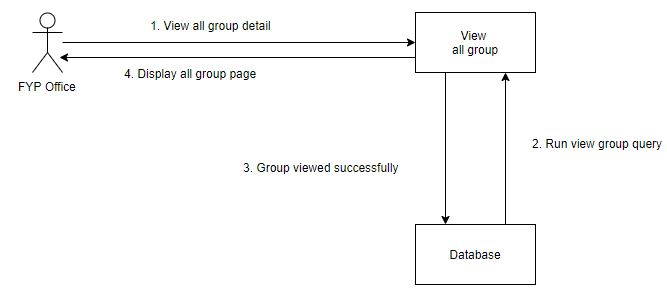 1. View all group detail
View
all group
4. Display all group page
FYP Office
2. Run view group query
3. Group viewed successfully
Database